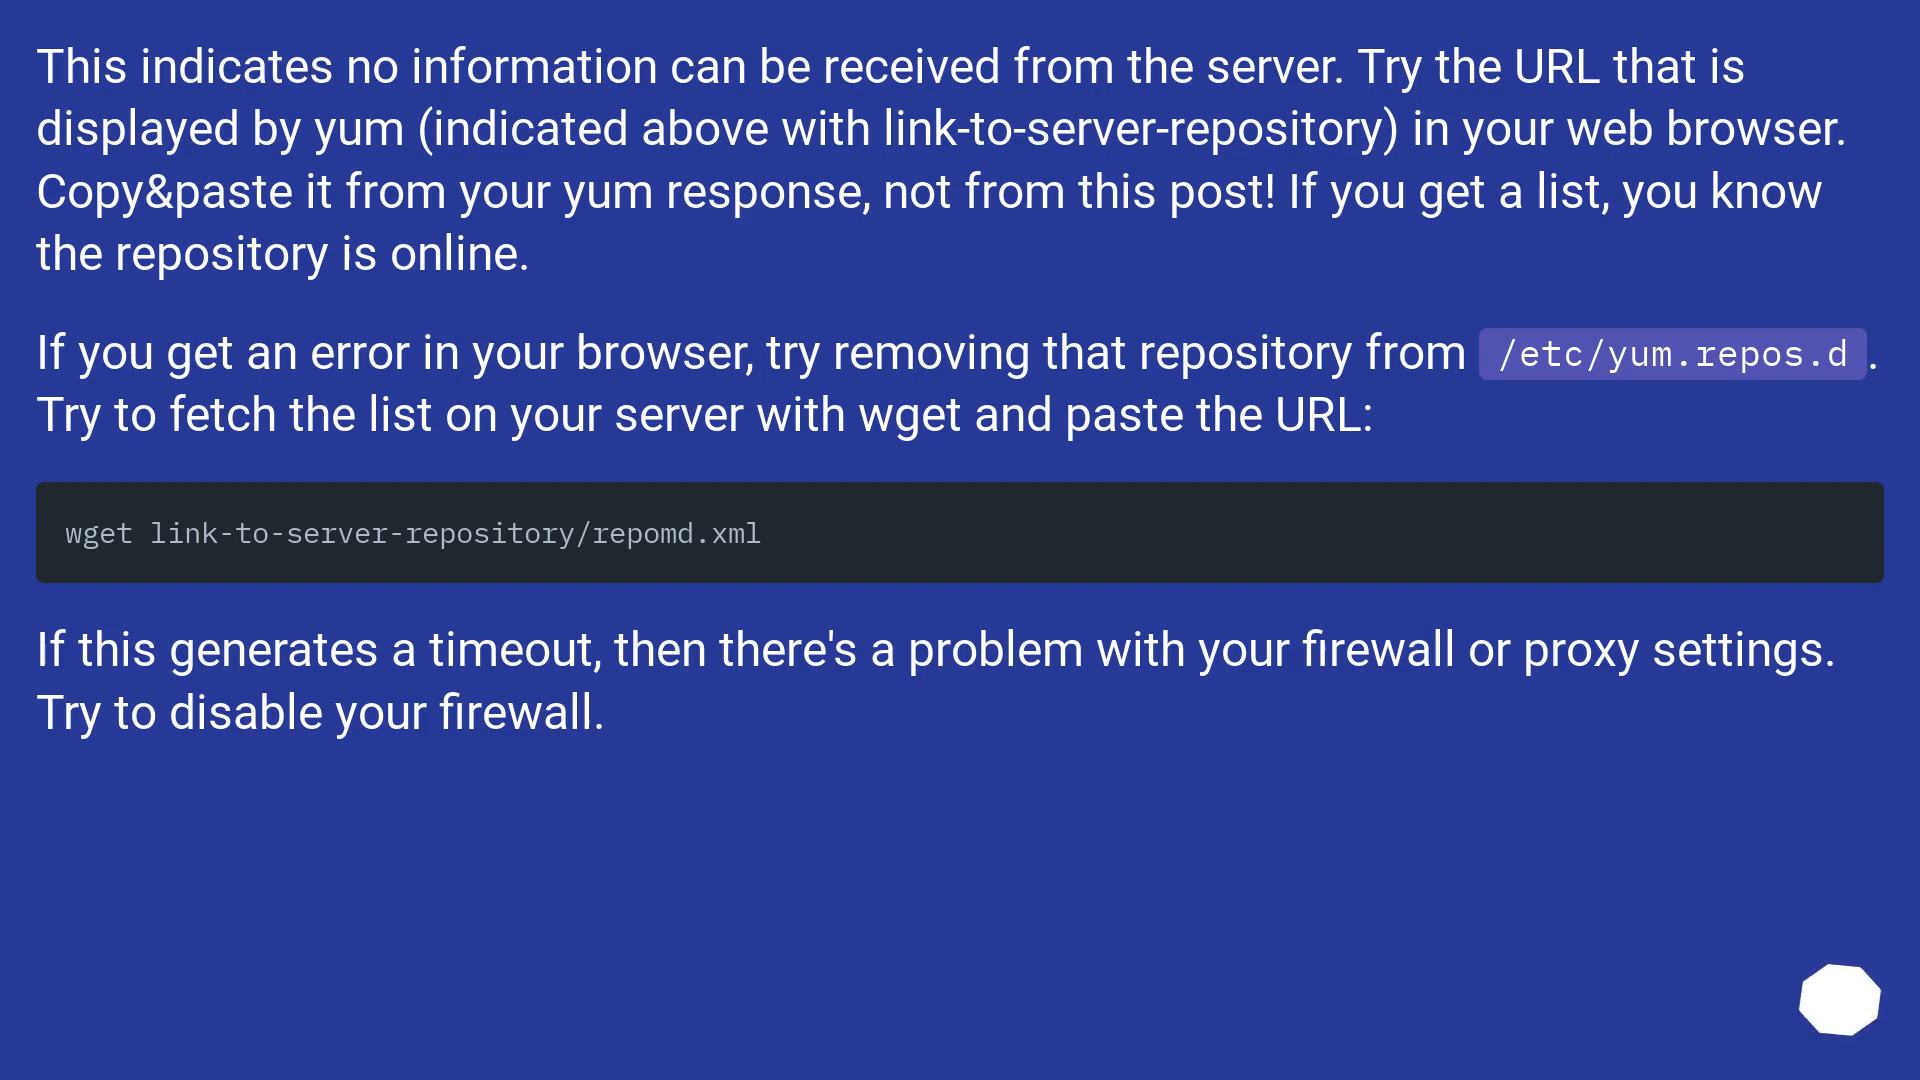 This indicates no information can be received from the server. Try the URL that is
displayed by yum (indicated above with link-to-server-repository) in your web browser.
Copy&paste it from your yum response, not from this post! If you get a list, you know
the repository is online.
If you get an error in your browser, try removing that repository from /etc/yum.repos.d.
Try to fetch the list on your server with wget and paste the URL:
wget link-to-server-repository/repomd.xml
If this generates a timeout, then there's a problem with your firewall or proxy settings.
Try to disable your firewall.